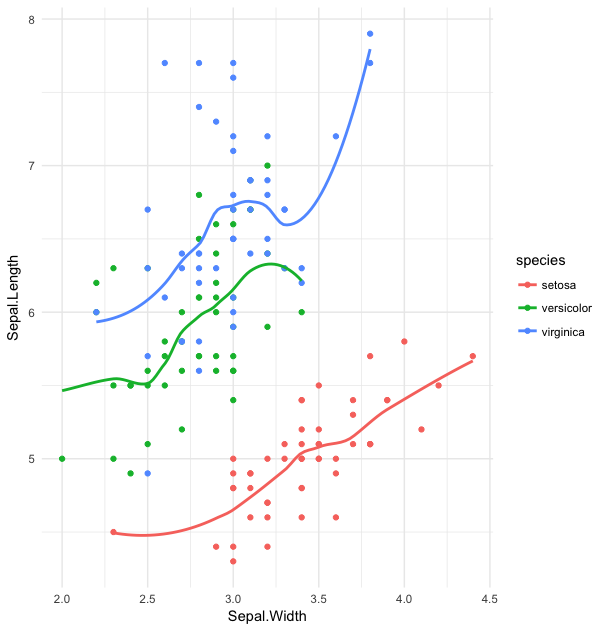 8
7
6
5
Sepal.Length
2.0 2.5 3.0 3.5 4.0 4.5
Sepal.Width
species
setosa
versicolor
virginica